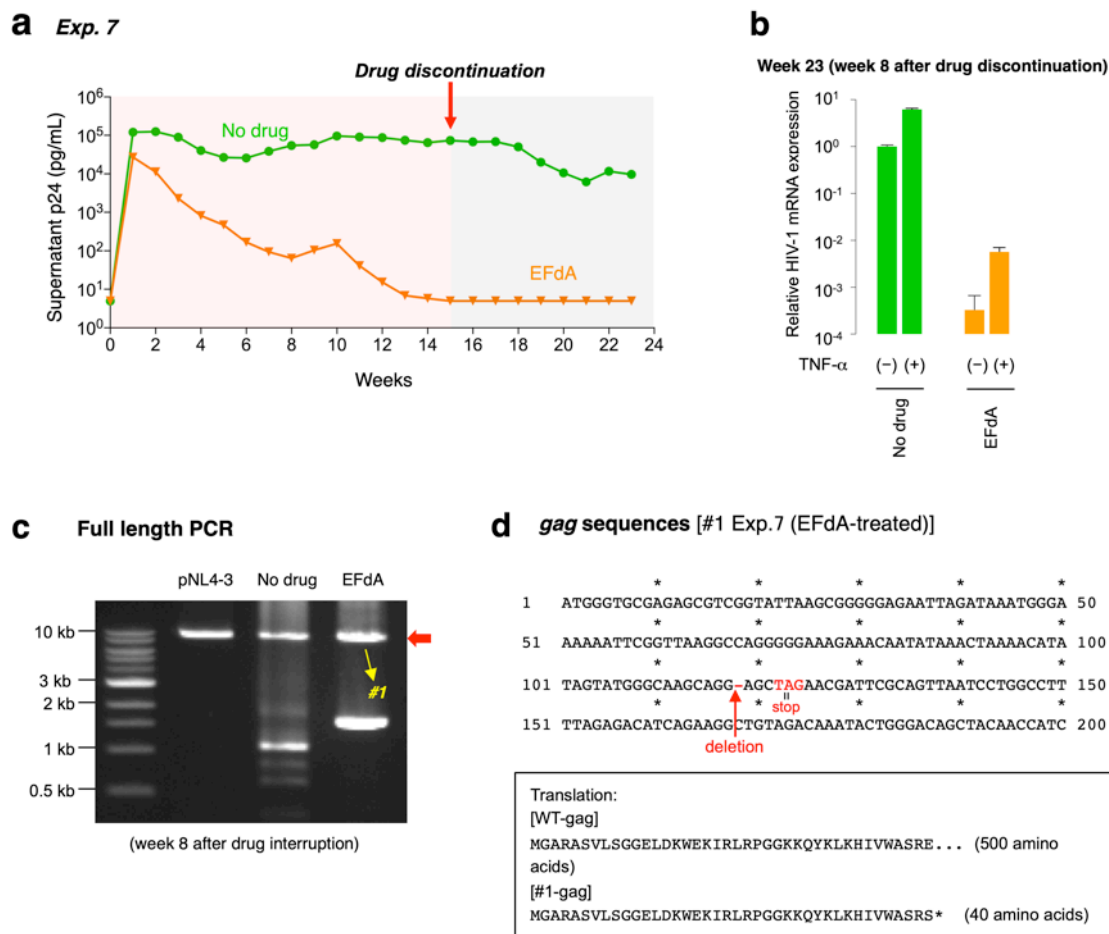 a Exp. 7
Drug discontinuation
Supernatant p24 (pg/mL)
10^6
10^5
10^4
10^3
10^2
10^1
10^0
No drug
EFdA
0 2 4 6 8 10 12 14 16 18 20 22 24
Weeks
b
Week 23 (week 8 after drug discontinuation)
Relative HIV-1 mRNA expression
10^1
10^0
10^-1
10^-2
10^-3
10^-4
TNF-α (−) (+) (−) (+)
No drug
EFdA
c Full length PCR
pNL4-3 No drug EFdA
10 kb
3 kb
2 kb
1 kb
0.5 kb
#1
(week 8 after drug interruption)
d gag sequences [#1 Exp.7 (EFdA-treated)]
* * * * *
1 ATGGGTGCGAGAGCGTCGGTATTAAGCGGGGGAGAATTAGATAAATGGGA 50
* * * * *
51 AAAAATTCGGTTAAGGCCAGGGGGAAAGAAACAATATAAACTAAAACATA 100
* * * * *
101 TAGTATGGGCAAGCAGG-AGCTAGAACGATTCGCAGTTAATCCTGGCCTT 150
* * = stop * * *
151 TTAGAGACATCAGAAGGCTGTAGACAAATACTGGGACAGCTACAACCATC 200
deletion
Translation:
[WT-gag]
MGARASVLSGGELDKWEKIRLRPGGKKQYKLKHIVWASRE... (500 amino
acids)
[#1-gag]
MGARASVLSGGELDKWEKIRLRPGGKKQYKLKHIVWASRS* (40 amino acids)